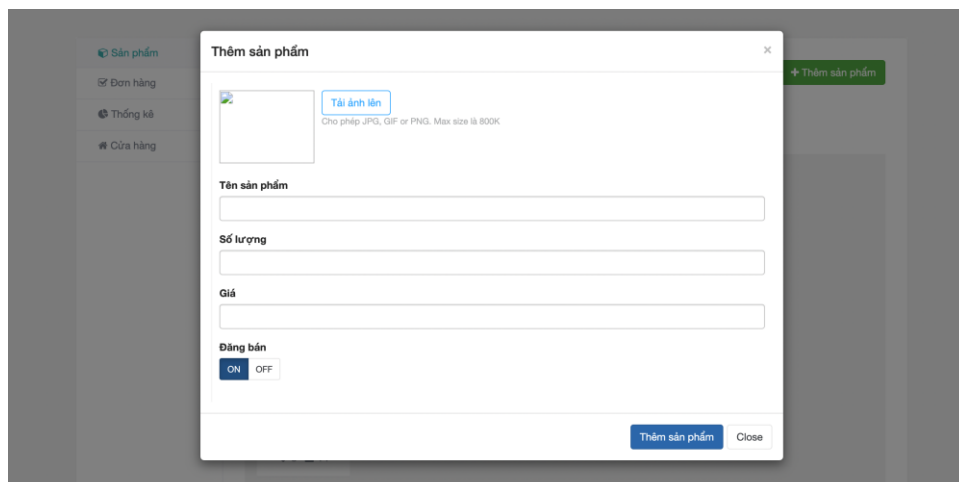 Sản phẩm
Đơn hàng
Thống kê
Cửa hàng
+ Thêm sản phẩm
Thêm sản phẩm ×
Tải ảnh lên
Cho phép JPG, GIF or PNG. Max size là 800K
Tên sản phẩm
Số lượng
Giá
Đăng bán
ON OFF
Thêm sản phẩm Close